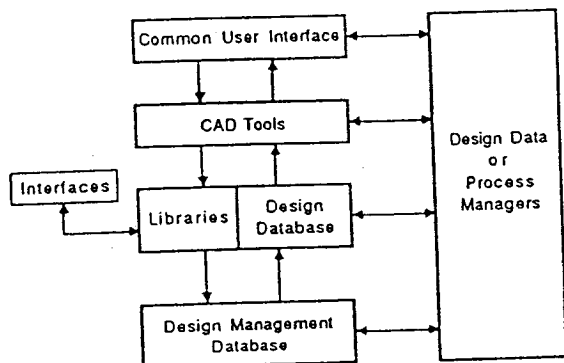 Common User Interface
CAD Tools
Design Data
or
Process
Managers
Interfaces
Libraries
Design
Database
Design Management
Database